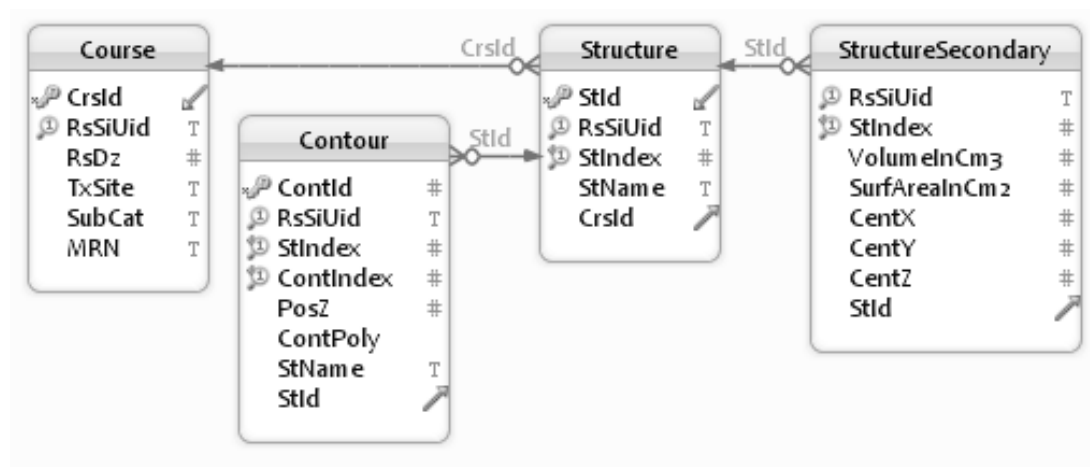 Course
CrsId
RsSiUid T
RsDz #
TxSite T
SubCat T
MRN T
CrsId
Contour
ContId #
RsSiUid T
StIndex #
ContIndex #
PosZ #
ContPoly
StName T
StId
StId
Structure
StId
RsSiUid T
StIndex #
StName T
CrsId
StId
StructureSecondary
RsSiUid T
StIndex #
VolumeInCm3 #
SurfAreaInCm2 #
CentX #
CentY #
CentZ #
StId